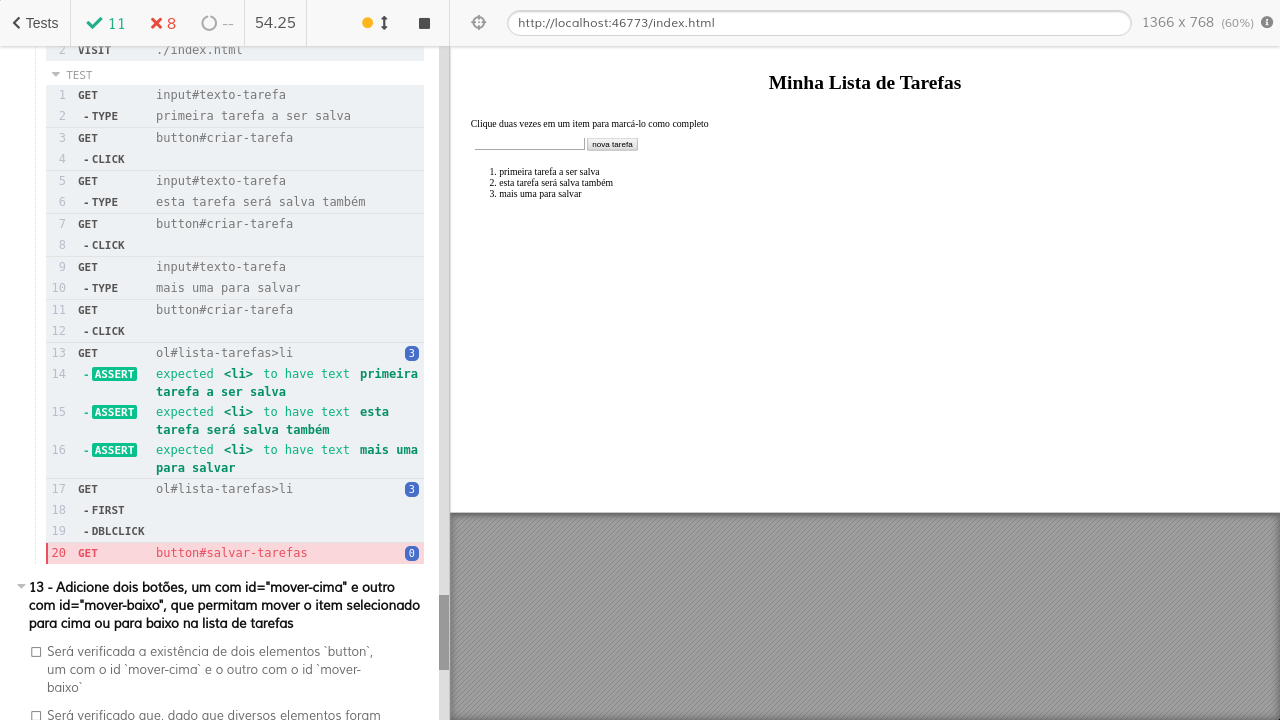 Tests 11 8 -- 54.25
http://localhost:46773/index.html 1366 x 768 (60%)
2 VISIT ./index.html
TEST
1 GET input#texto-tarefa
2 -TYPE primeira tarefa a ser salva
3 GET button#criar-tarefa
4 -CLICK
5 GET input#texto-tarefa
6 -TYPE esta tarefa será salva também
7 GET button#criar-tarefa
8 -CLICK
9 GET input#texto-tarefa
10 -TYPE mais uma para salvar
11 GET button#criar-tarefa
12 -CLICK
13 GET ol#lista-tarefas>li 3
14 -ASSERT expected <li> to have text primeira
tarefa a ser salva
15 -ASSERT expected <li> to have text esta
tarefa será salva também
16 -ASSERT expected <li> to have text mais uma
para salvar
17 GET ol#lista-tarefas>li 3
18 -FIRST
19 -DBLCLICK
20 GET button#salvar-tarefas 0
13 - Adicione dois botões, um com id="mover-cima" e outro
com id="mover-baixo", que permitam mover o item selecionado
para cima ou para baixo na lista de tarefas
Será verificada a existência de dois elementos `button`,
um com o id `mover-cima` e o outro com o id `mover-
baixo`
Será verificado que, dado que diversos elementos foram
Minha Lista de Tarefas
Clique duas vezes em um item para marcá-lo como completo
nova tarefa
1. primeira tarefa a ser salva
2. esta tarefa será salva também
3. mais uma para salvar